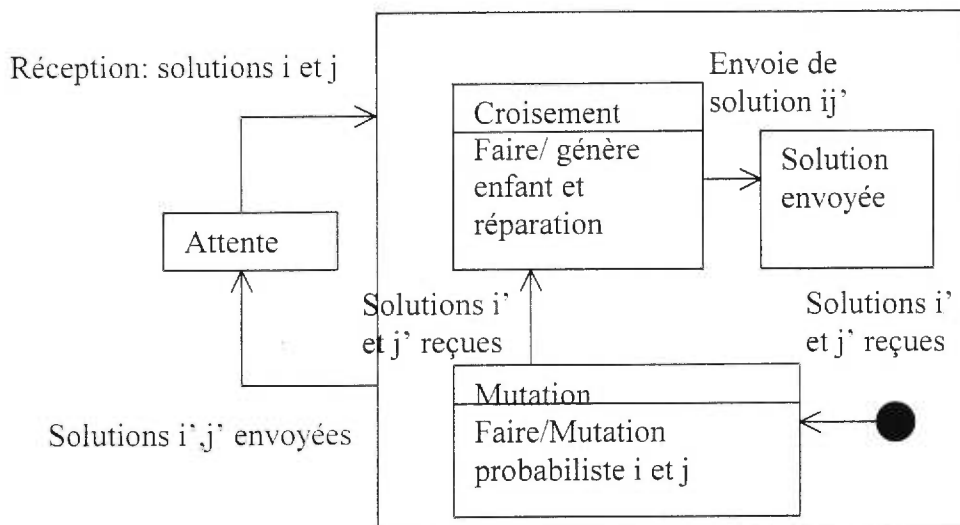 Réception: solutions i et j
Envoie de
solution ij’
Croisement
Faire/ génère
enfant et
réparation
Solution
envoyée
Attente
Solutions i’
et j’ reçues
Solutions i’
et j’ reçues
Mutation
Faire/Mutation
probabiliste i et j
Solutions i’,j’ envoyées